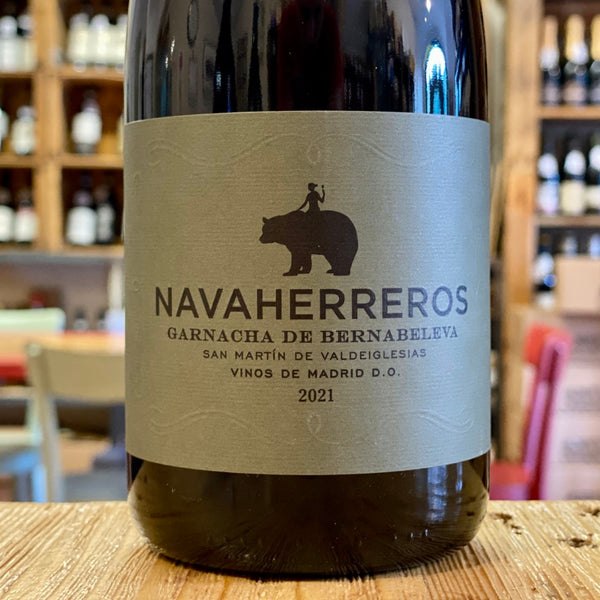 NAVAHERREROS
GARNACHA DE BERNABELEVA
SAN MARTÍN DE VALDEIGLESIAS
VINOS DE MADRID D.O.
2021